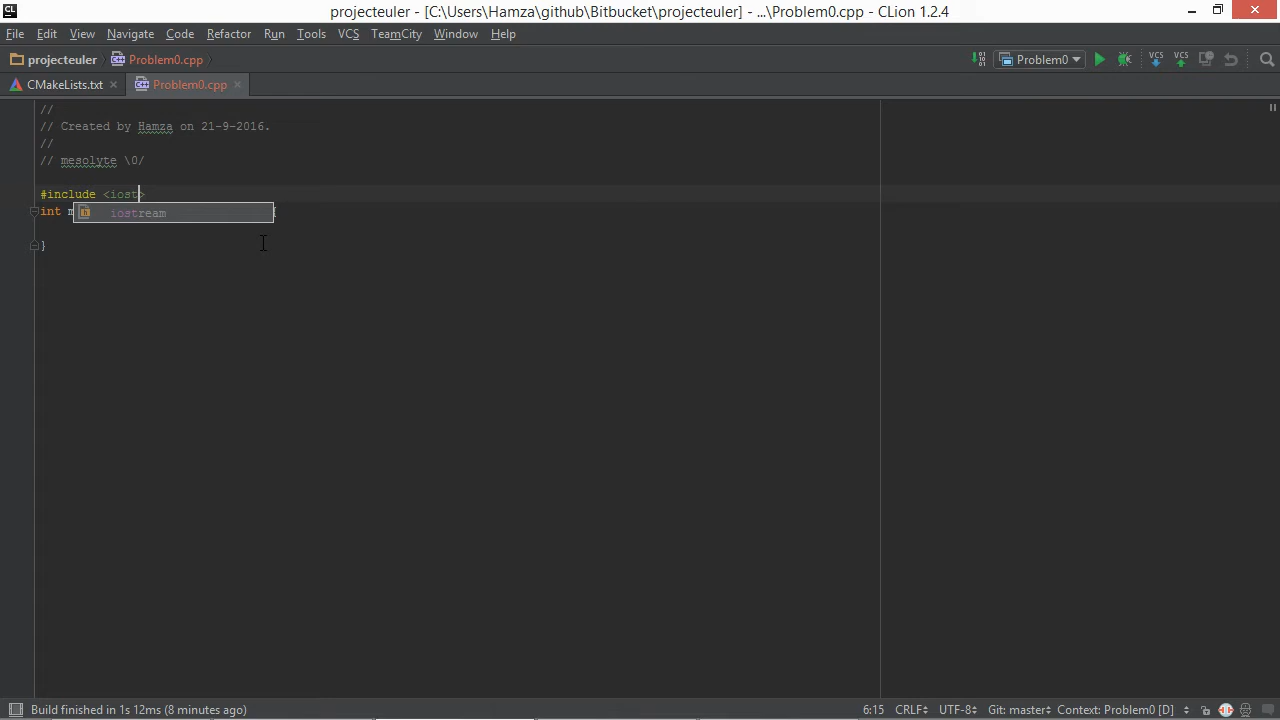 CL projecteuler - [C:\Users\Hamza\github\Bitbucket\projecteuler] - ...\Problem0.cpp - CLion 1.2.4
File Edit View Navigate Code Refactor Run Tools VCS TeamCity Window Help
projecteuler Problem0.cpp Problem0 VCS VCS
CMakeLists.txt Problem0.cpp
//
// Created by Hamza on 21-9-2016.
//
// mesolyte \0/
#include <iost>
int m
iostream
}
Build finished in 1s 12ms (8 minutes ago) 6:15 CRLF UTF-8 Git: master Context: Problem0 [D]